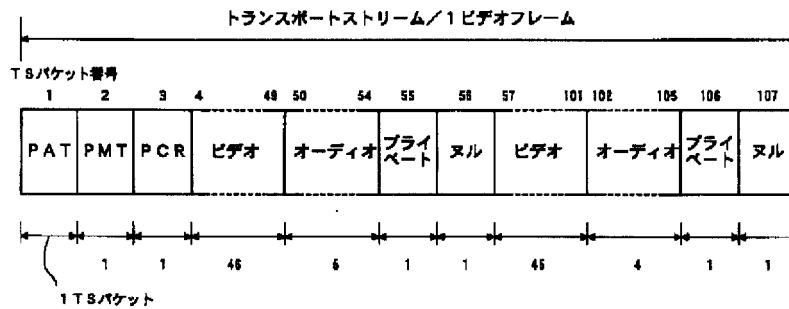 トランスポートストリーム／1ビデオフレーム
TSパケット番号
1 2 3 4 49 50 54 55 56 57 101 102 105 106 107
PAT PMT PCR ビデオ オーディオ プライベート ヌル ビデオ オーディオ プライベート ヌル
1 1 46 5 1 1 45 4 1 1
1TSパケット